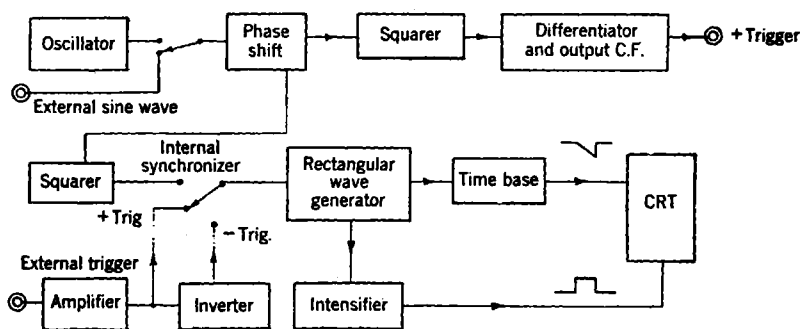 Oscillator
Phase
shift
Squarer
Differentiator
and output C.F.
+ Trigger
External sine wave
Internal
synchronizer
Squarer
Rectangular
wave
generator
Time base
CRT
+ Trig
− Trig.
External trigger
Amplifier
Inverter
Intensifier